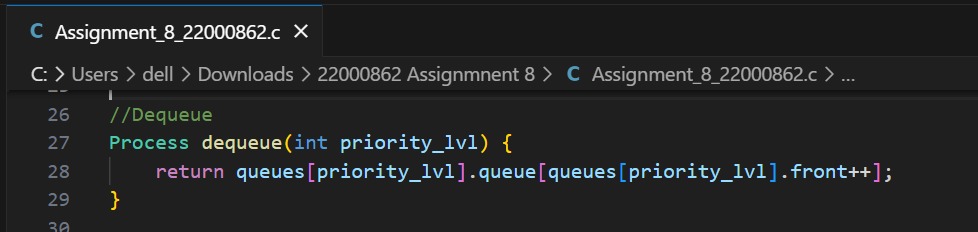 C Assignment_8_22000862.c ×
C: > Users > dell > Downloads > 22000862 Assignmnent 8 > C Assignment_8_22000862.c > ...
25
26 //Dequeue
27 Process dequeue(int priority_lvl) {
28 return queues[priority_lvl].queue[queues[priority_lvl].front++];
29 }
30